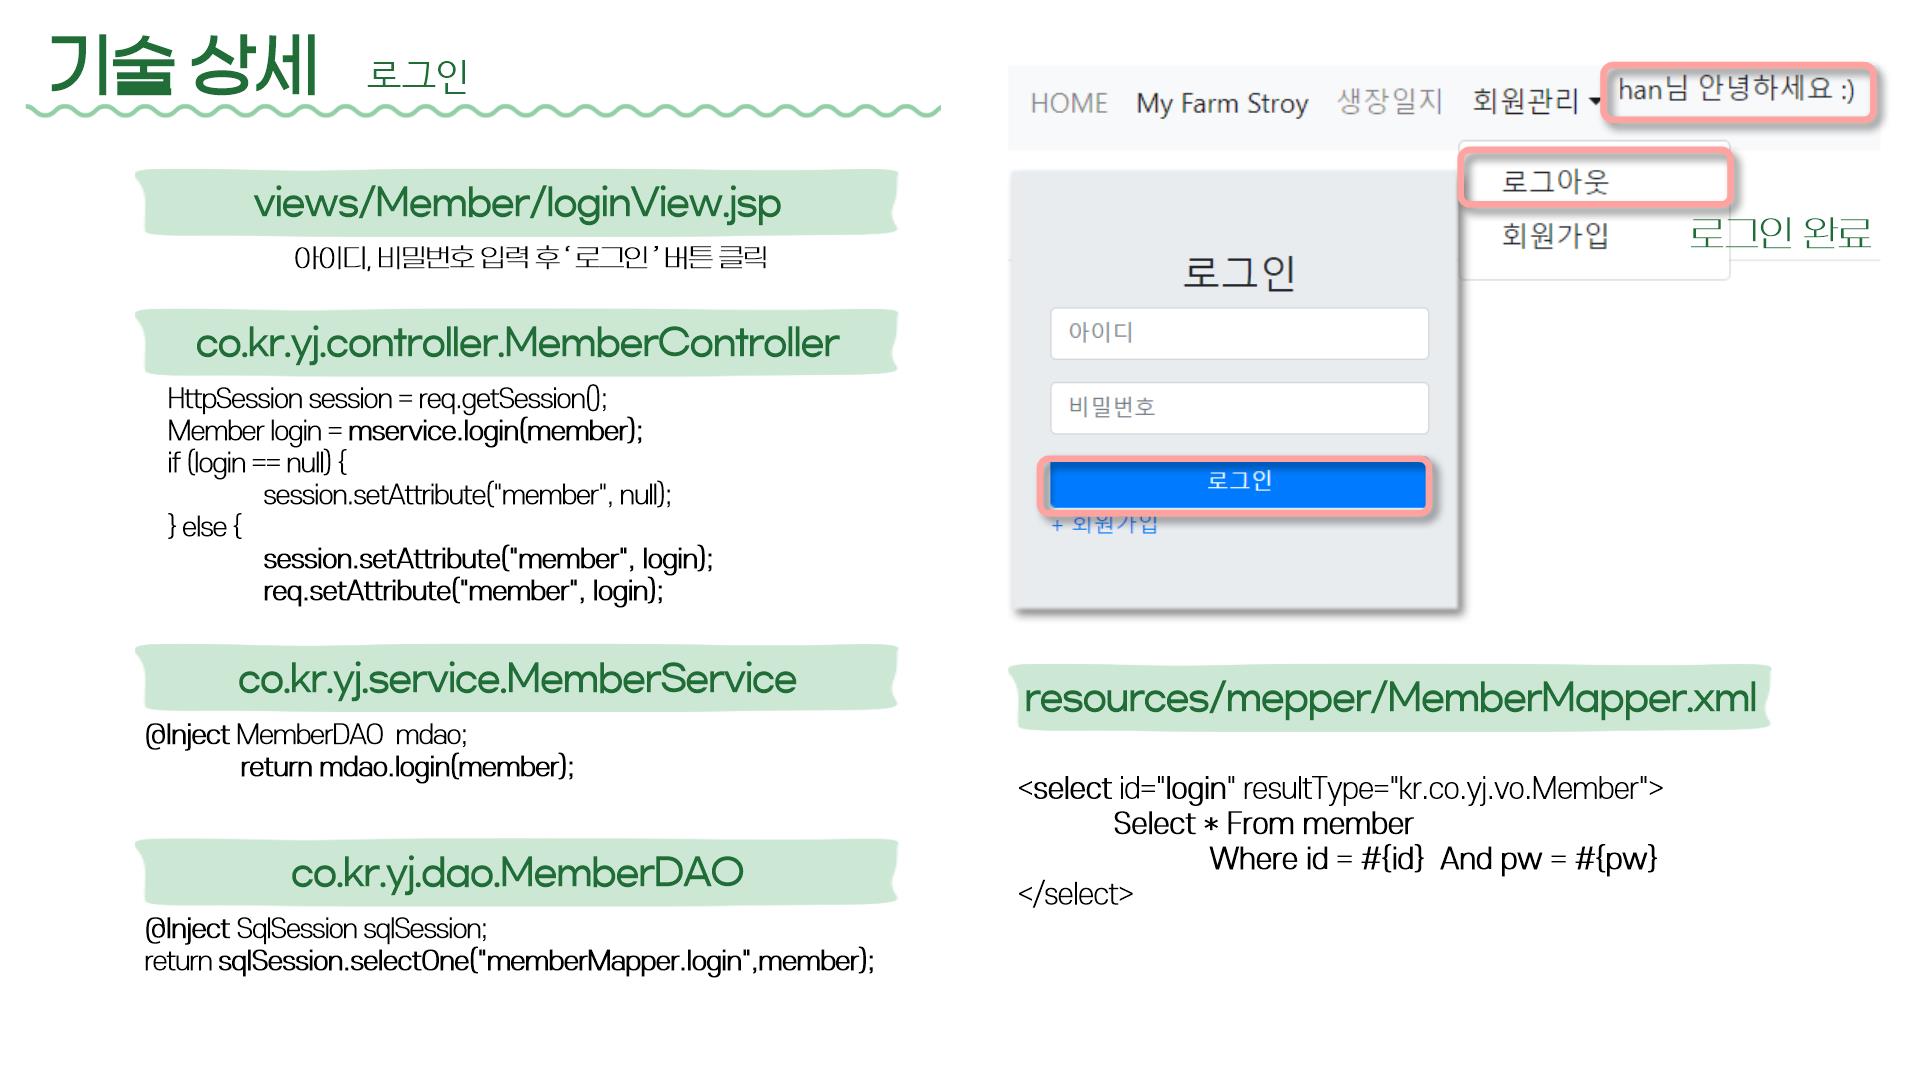 기술 상세 로그인
views/Member/loginView.jsp
아이디, 비밀번호 입력 후 ‘ 로그인 ’ 버튼 클릭
co.kr.yj.controller.MemberController
HttpSession session = req.getSession();
Member login = mservice.login(member);
if (login == null) {
session.setAttribute("member", null);
} else {
session.setAttribute("member", login);
req.setAttribute("member", login);
co.kr.yj.service.MemberService
@Inject MemberDAO mdao;
return mdao.login(member);
co.kr.yj.dao.MemberDAO
@Inject SqlSession sqlSession;
return sqlSession.selectOne("memberMapper.login",member);
HOME My Farm Stroy 생장일지 회원관리 han님 안녕하세요 :)
로그아웃
회원가입
로그인 완료
로그인
아이디
비밀번호
로그인
+ 회원가입
resources/mepper/MemberMapper.xml
<select id="login" resultType="kr.co.yj.vo.Member">
Select * From member
Where id = #{id} And pw = #{pw}
</select>